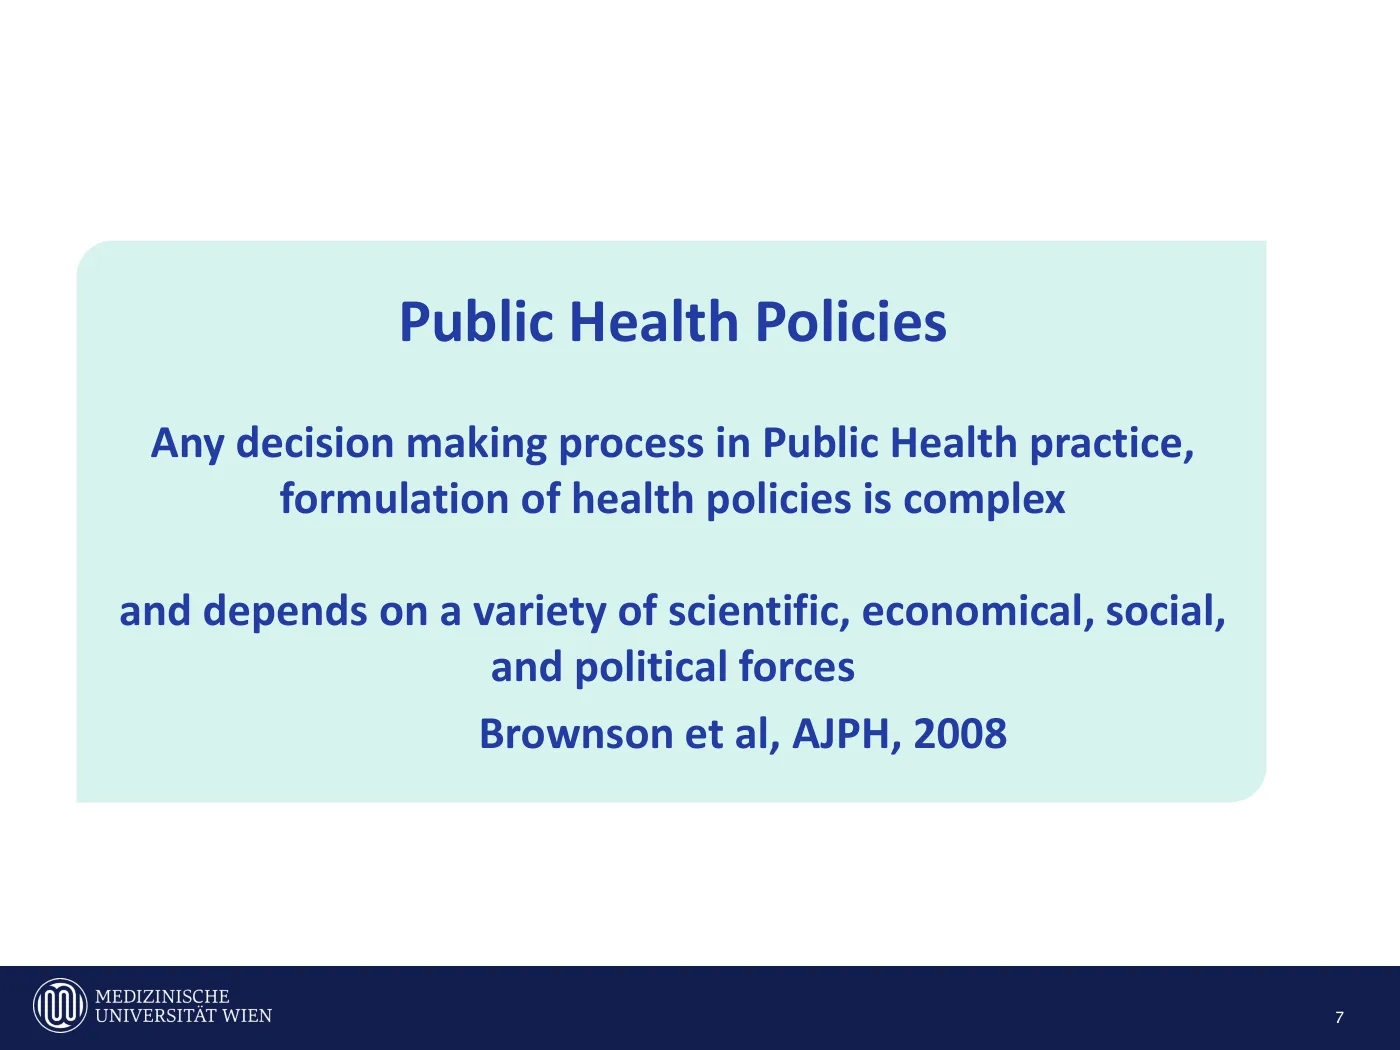 Public Health Policies
Any decision making process in Public Health practice,
formulation of health policies is complex
and depends on a variety of scientific, economical, social,
and political forces
Brownson et al, AJPH, 2008
MEDIZINISCHE
UNIVERSITÄT WIEN
7